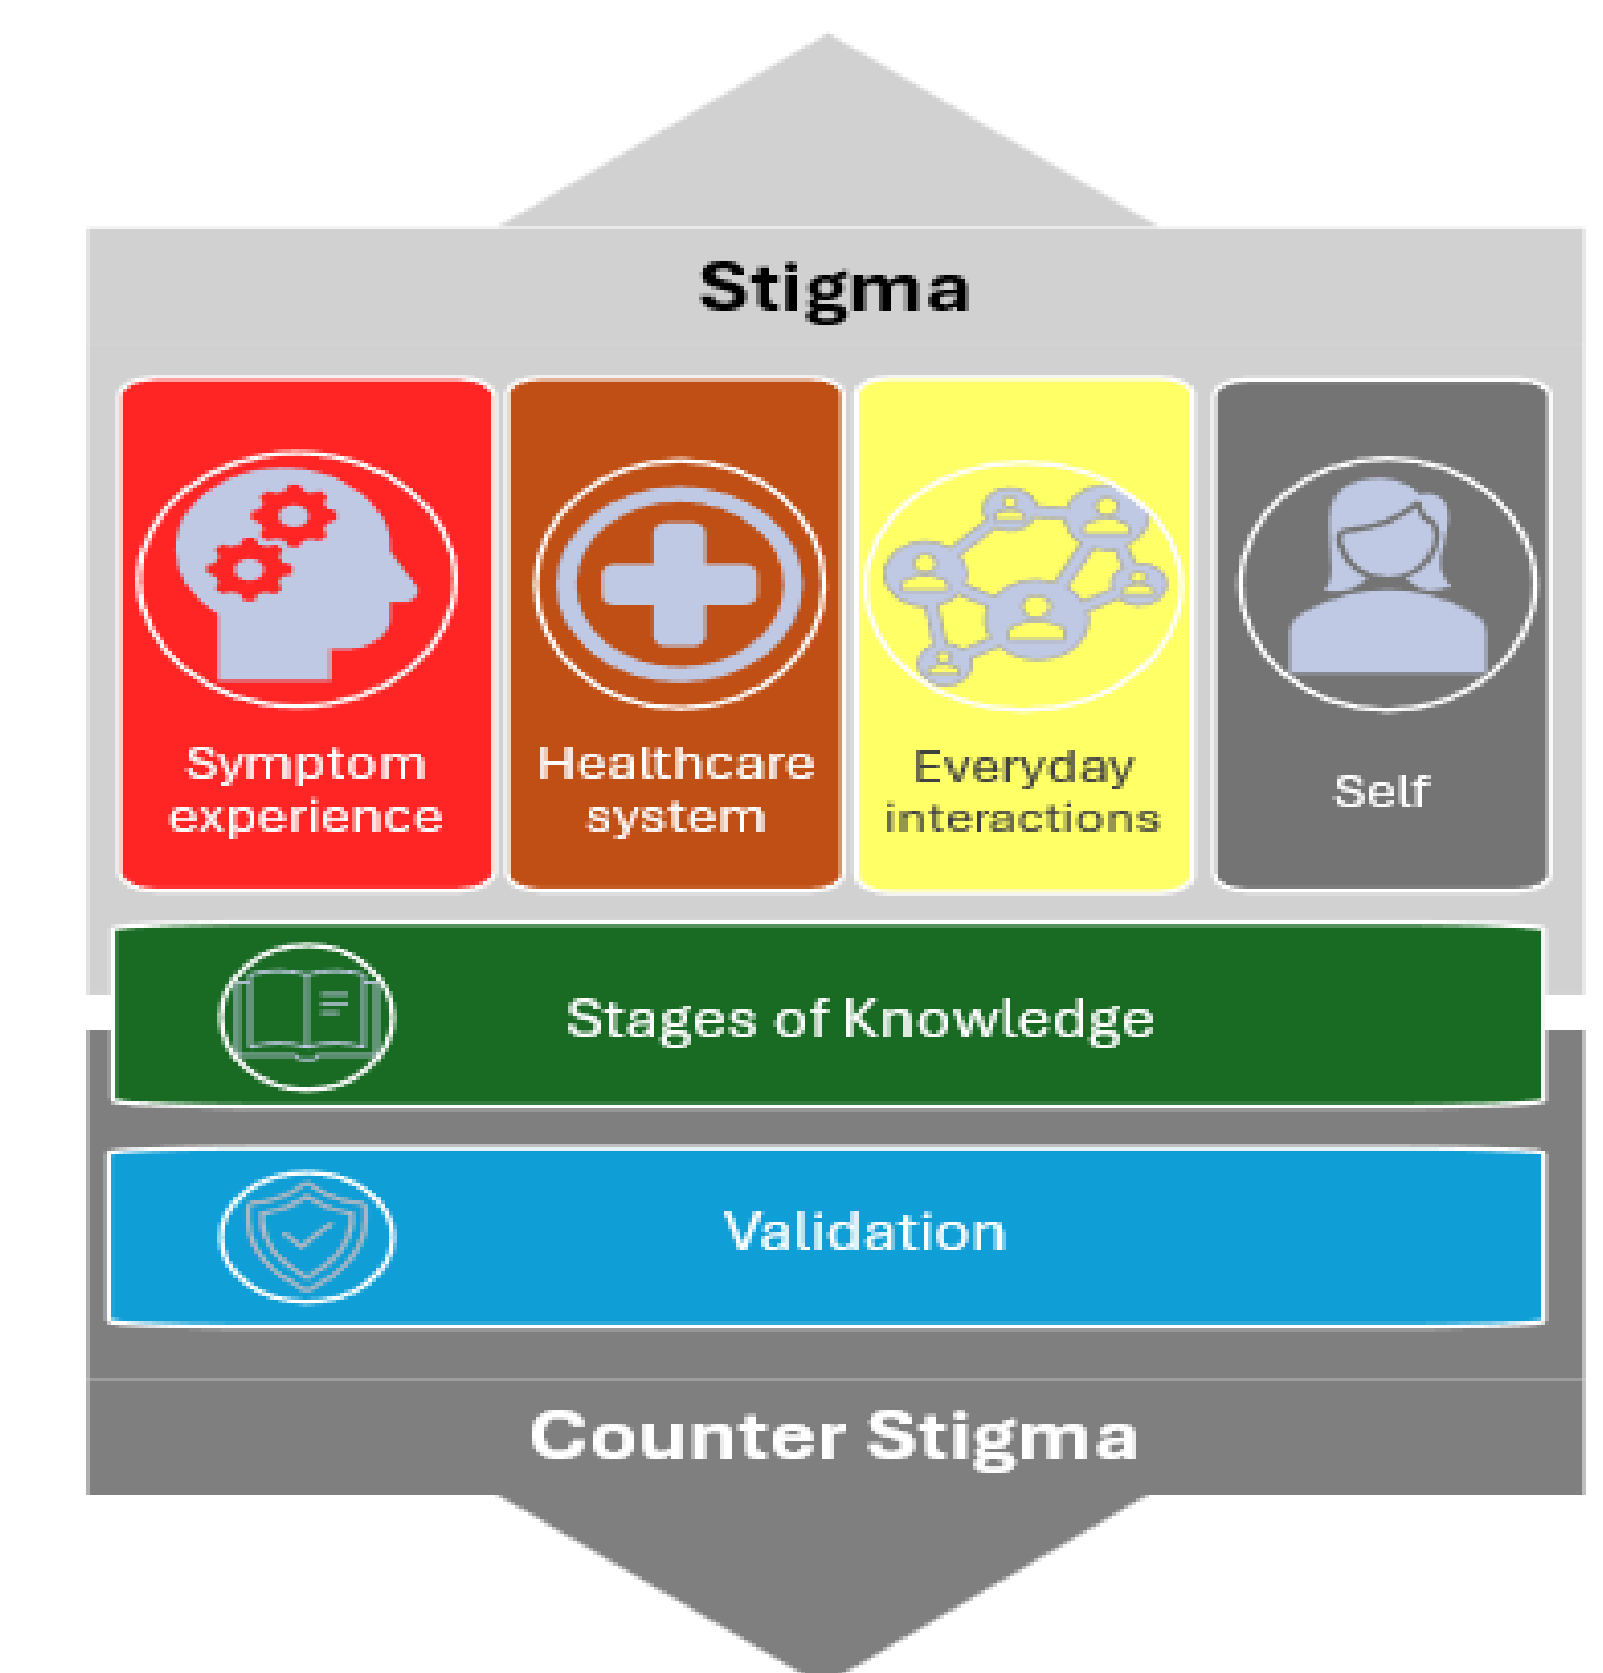 Stigma
Symptom
experience
Healthcare
system
Everyday
interactions
Self
Stages of Knowledge
Validation
Counter Stigma